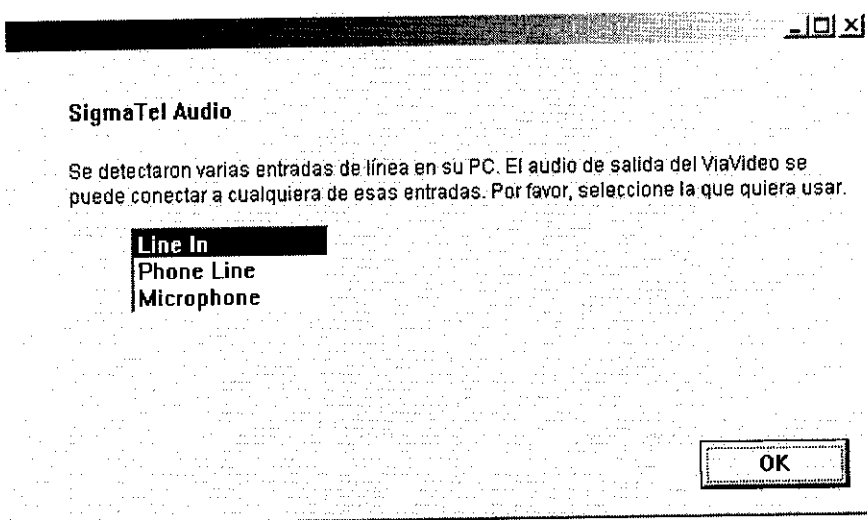 SigmaTel Audio
Se detectaron varias entradas de línea en su PC. El audio de salida del ViaVideo se
puede conectar a cualquiera de esas entradas. Por favor, seleccione la que quiera usar.
Line In
Phone Line
Microphone
OK